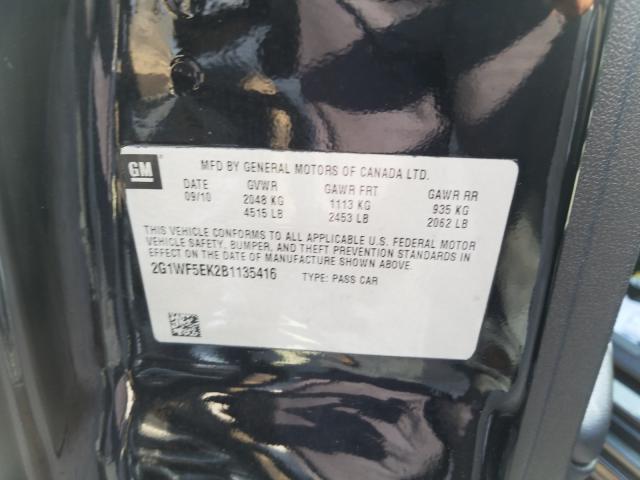 GM
MFD BY GENERAL MOTORS OF CANADA LTD.
DATE GVWR GAWR FRT GAWR RR
09/10 2048 KG 1113 KG 935 KG
4515 LB 2453 LB 2062 LB
THIS VEHICLE CONFORMS TO ALL APPLICABLE U.S. FEDERAL MOTOR
VEHICLE SAFETY, BUMPER, AND THEFT PREVENTION STANDARDS IN
EFFECT ON THE DATE OF MANUFACTURE SHOWN ABOVE.
2G1WF5EK2B1135416 TYPE: PASS CAR